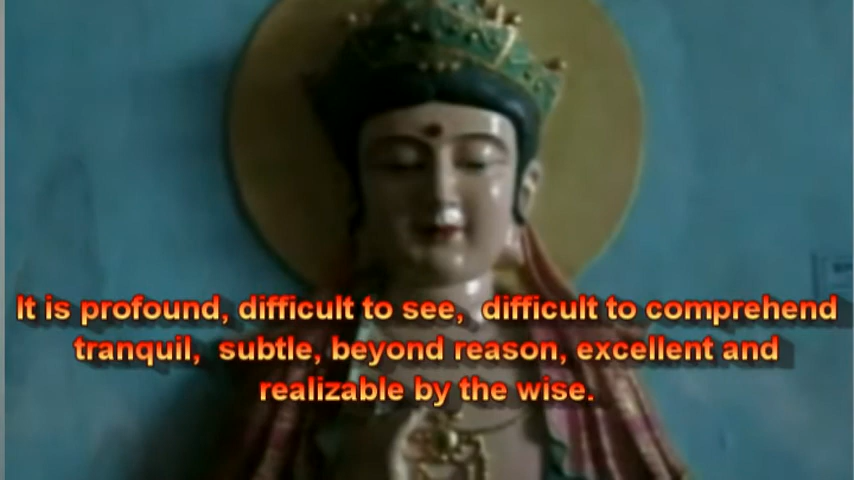 It is profound, difficult to see,  difficult to comprehend
tranquil,  subtle, beyond reason, excellent and
realizable by the wise.